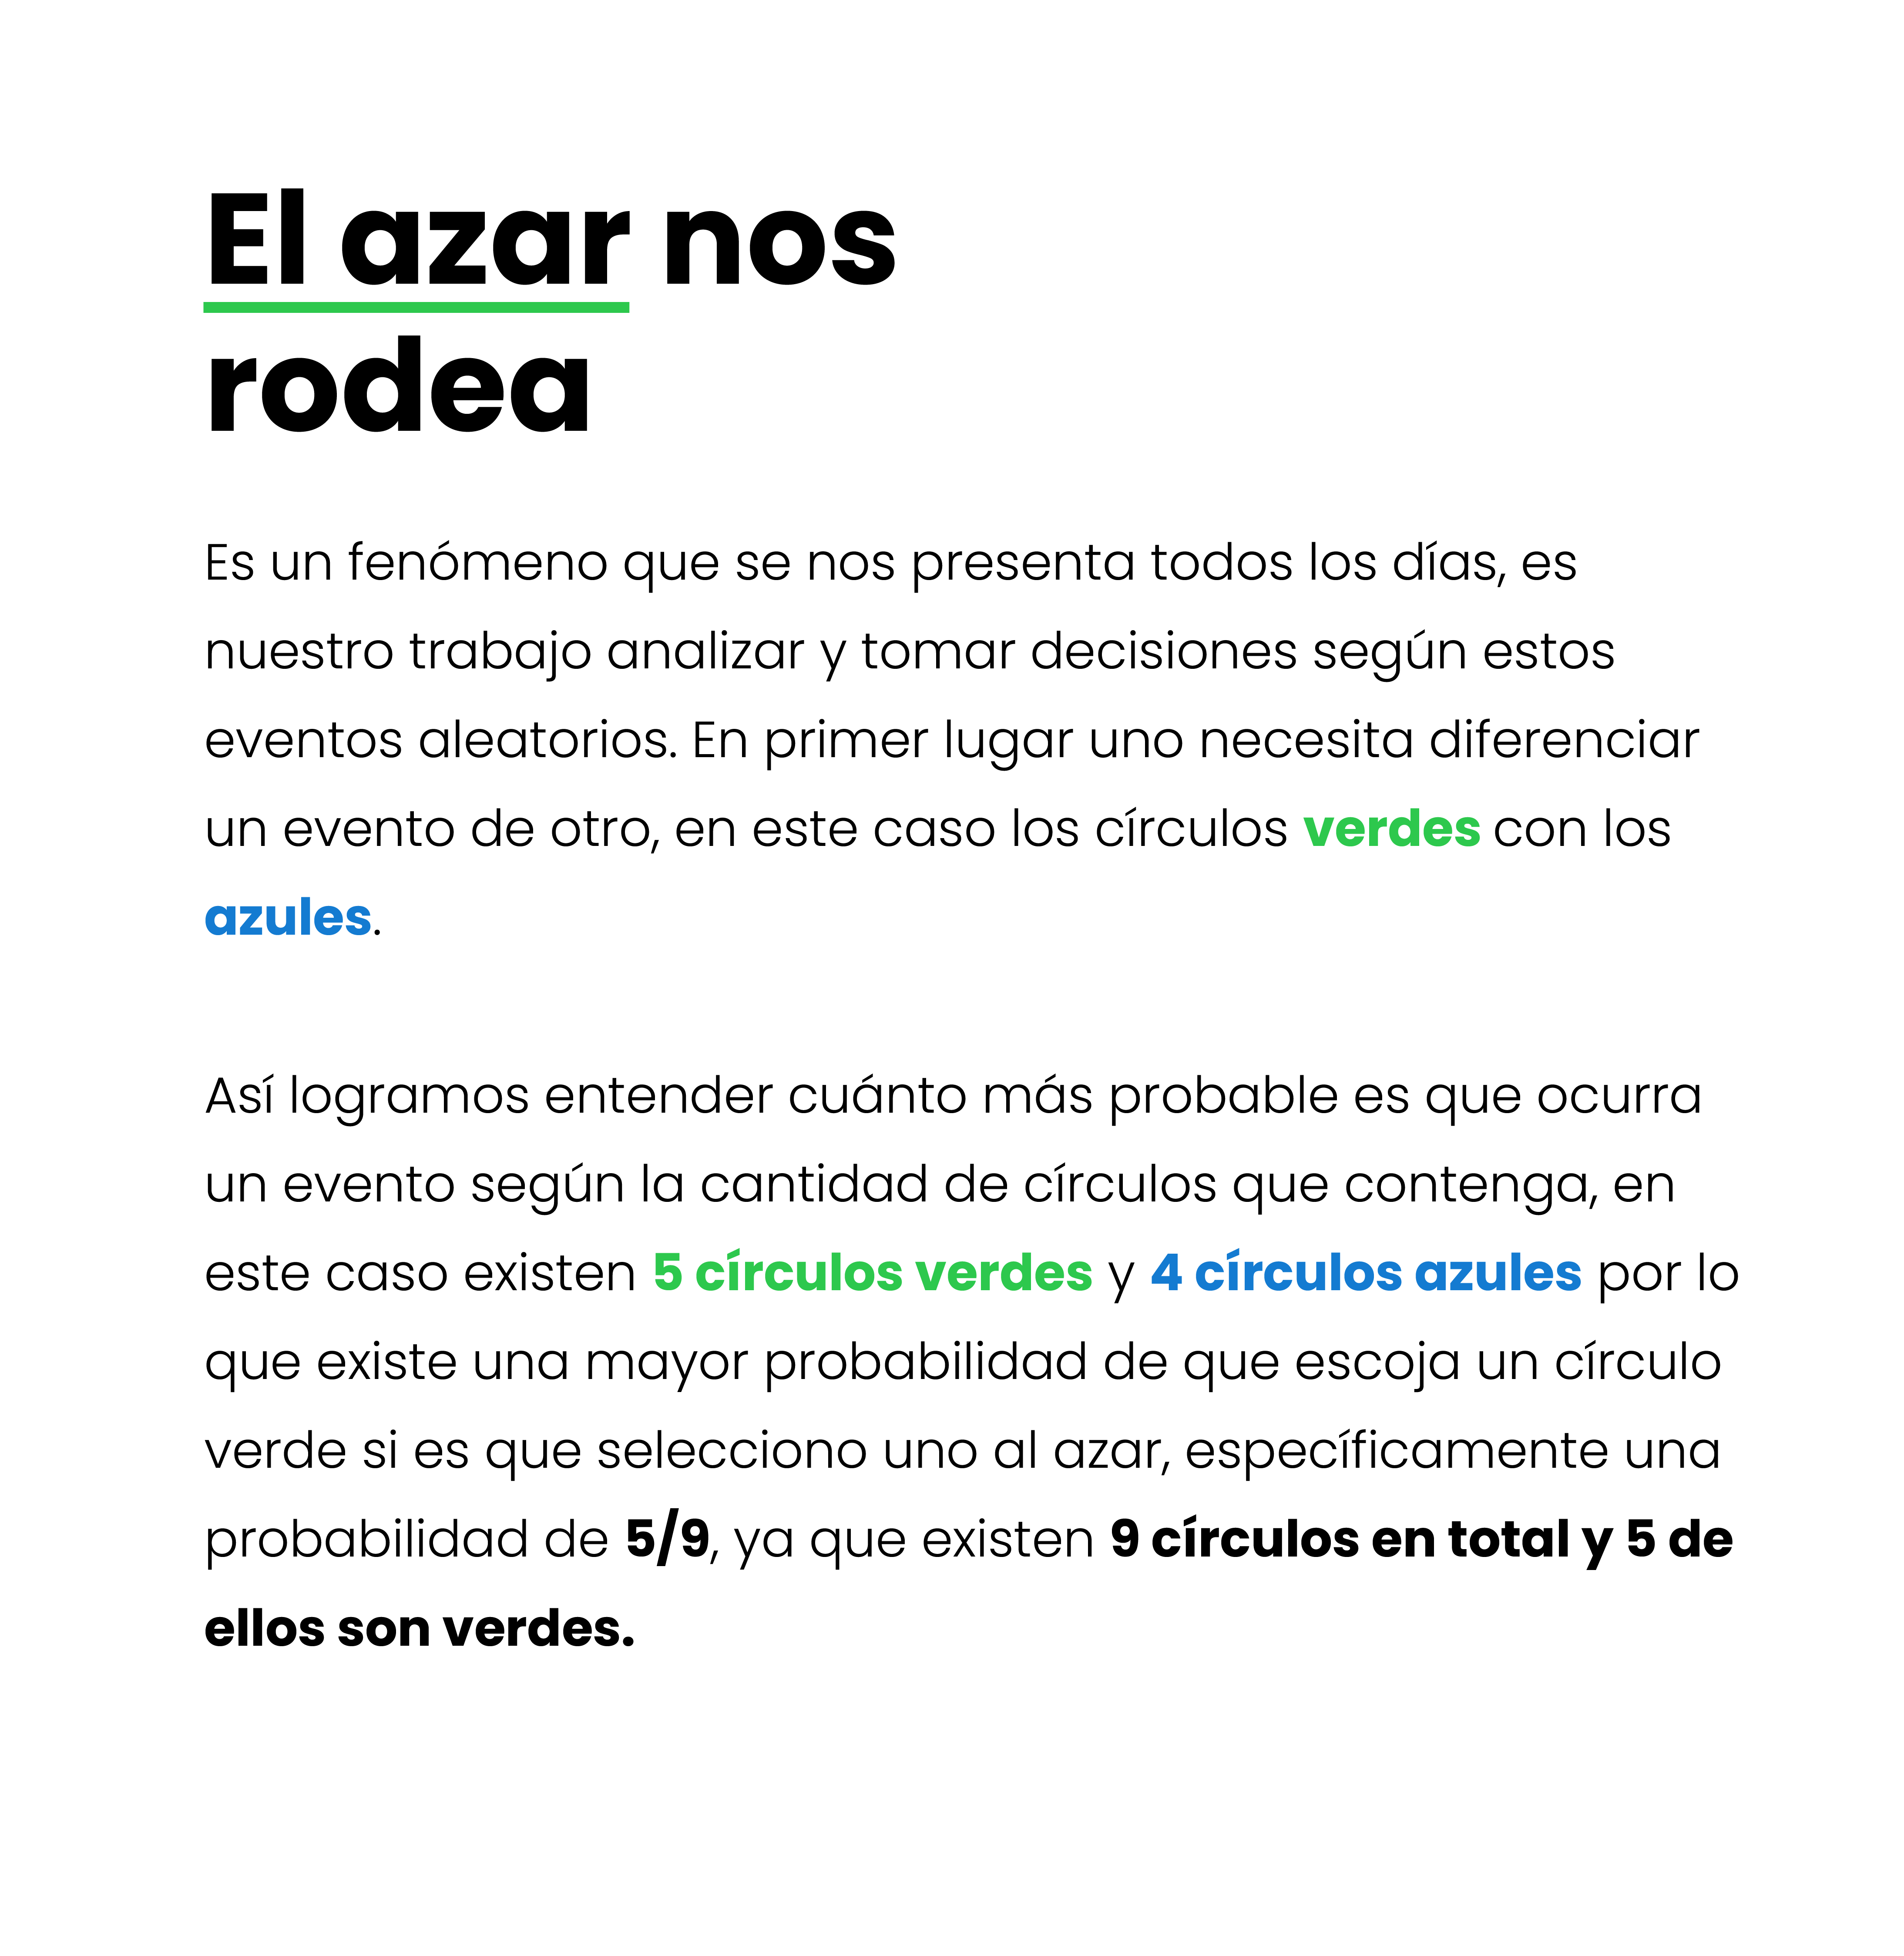 El azar nos
rodea
Es un fenómeno que se nos presenta todos los días, es
nuestro trabajo analizar y tomar decisiones según estos
eventos aleatorios. En primer lugar uno necesita diferenciar
un evento de otro, en este caso los círculos verdes con los
azules.
Así logramos entender cuánto más probable es que ocurra
un evento según la cantidad de círculos que contenga, en
este caso existen 5 círculos verdes y 4 círculos azules por lo
que existe una mayor probabilidad de que escoja un círculo
verde si es que selecciono uno al azar, específicamente una
probabilidad de 5/9, ya que existen 9 círculos en total y 5 de
ellos son verdes.